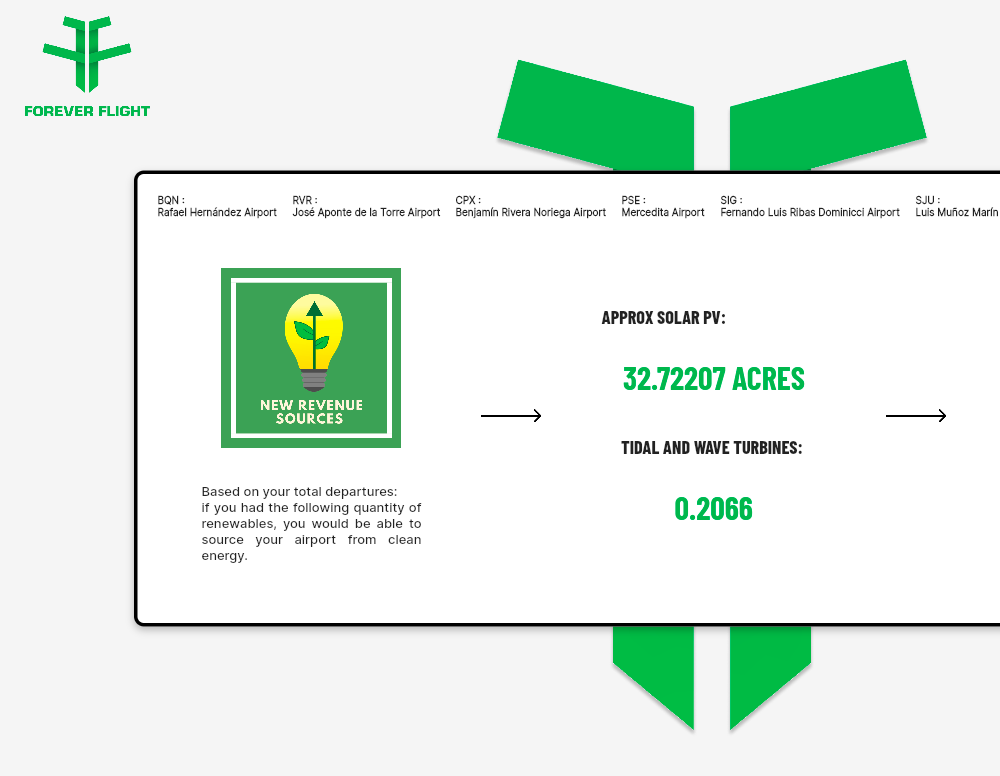 FOREVER FLIGHT
BQN :
Rafael Hernández Airport
RVR :
José Aponte de la Torre Airport
CPX :
Benjamín Rivera Noriega Airport
PSE :
Mercedita Airport
SIG :
Fernando Luis Ribas Dominicci Airport
SJU :
Luis Muñoz Marín
NEW REVENUE
SOURCES
Based on your total departures:
if you had the following quantity of
renewables, you would be able to
source your airport from clean
energy.
APPROX SOLAR PV:
32.72207 ACRES
TIDAL AND WAVE TURBINES:
0.2066